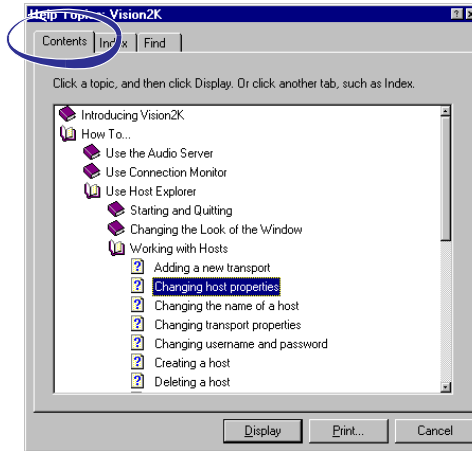 Help Topics: Vision2K
Contents Index Find
Click a topic, and then click Display. Or click another tab, such as Index.
Introducing Vision2K
How To...
Use the Audio Server
Use Connection Monitor
Use Host Explorer
Starting and Quitting
Changing the Look of the Window
Working with Hosts
Adding a new transport
Changing host properties
Changing the name of a host
Changing transport properties
Changing username and password
Creating a host
Deleting a host
Display Print... Cancel